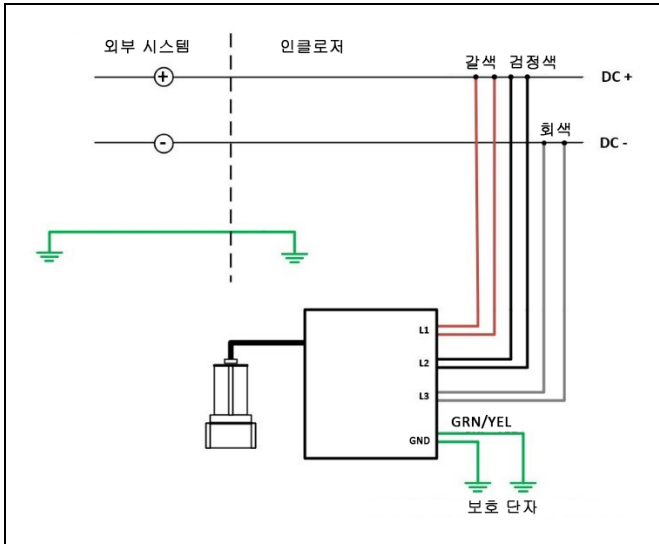 외부 시스템
인클로저
갈색
검정색
+
DC +
회색
-
DC -
L1
L2
L3
GRN/YEL
GND
보호 단자